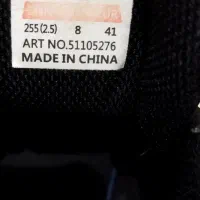 255(2.5) 8 41
ART NO.51105276
MADE IN CHINA